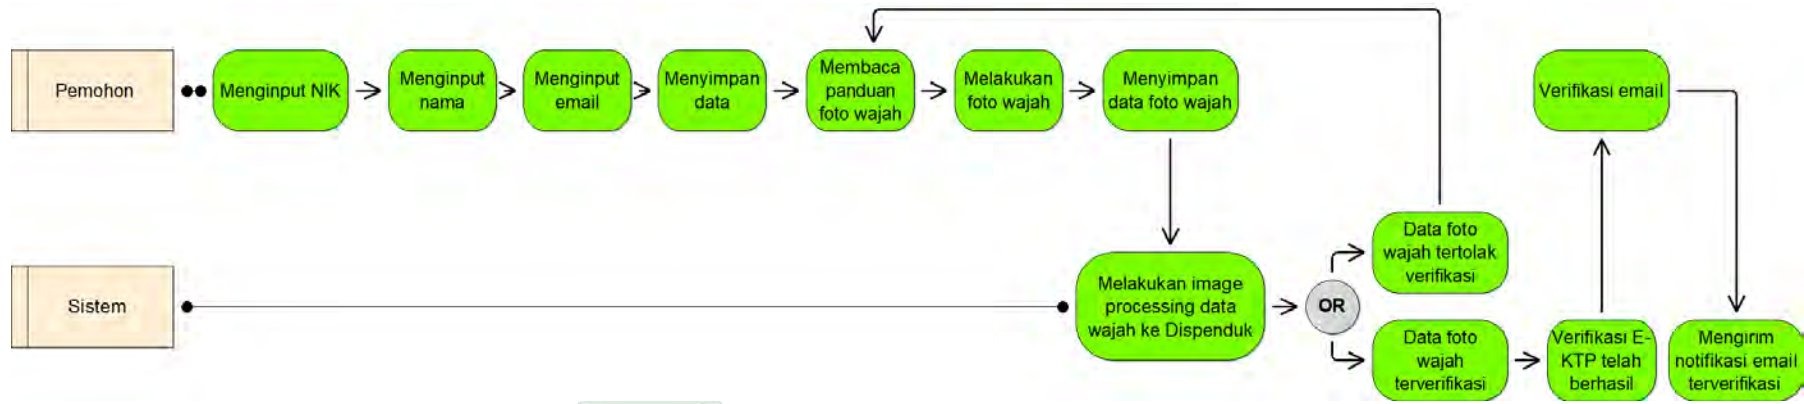 Pemohon
Menginput NIK
Menginput
nama
Menginput
email
Menyimpan
data
Membaca
panduan
foto wajah
Melakukan
foto wajah
Menyimpan
data foto wajah
Verifikasi email
Sistem
Melakukan image
processing data
wajah ke Dispenduk
OR
Data foto
wajah tertolak
verifikasi
Data foto
wajah
terverifikasi
Verifikasi E-
KTP telah
berhasil
Mengirim
notifikasi email
terverifikasi